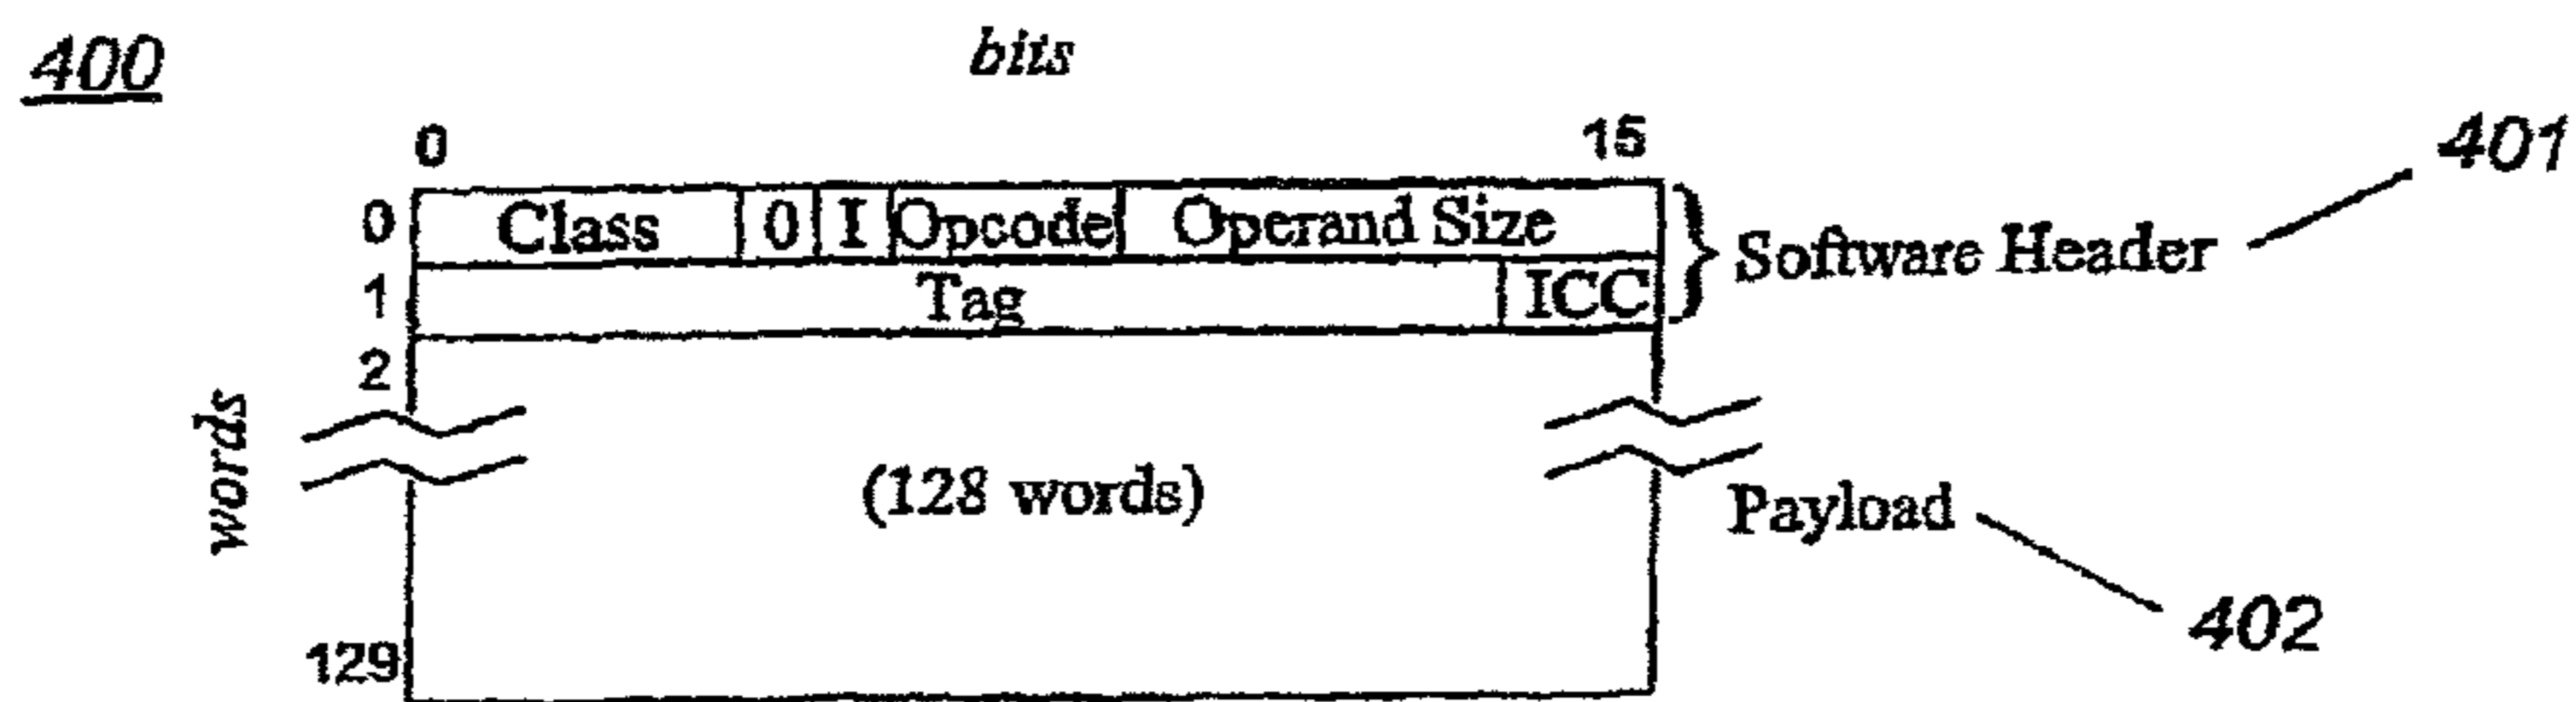 400
bits
0 15
401
0 Class 0 I Opcode Operand Size
Software Header
1 Tag ICC
2
words
(128 words)
Payload
402
129